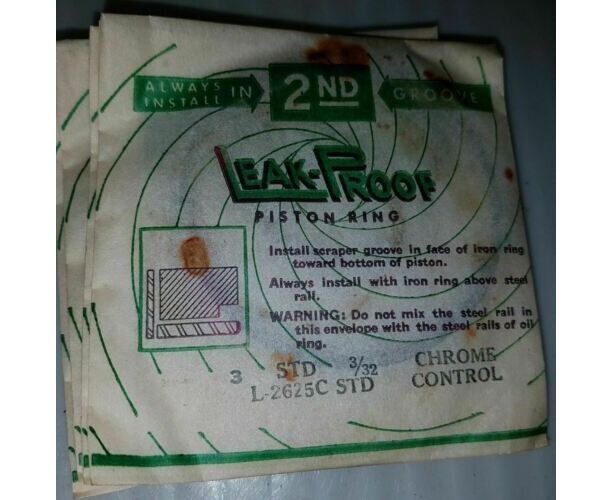 ALWAYS INSTALL IN 2ND GROOVE
LEAK-PROOF
PISTON RING
Install scraper groove in face of iron ring
toward bottom of piston.
Always install with iron ring above steel
rail.
WARNING: Do not mix the steel rail in
this envelope with the steel rails of oil
ring.
3 STD 3/32 CHROME
L-2625C STD CONTROL